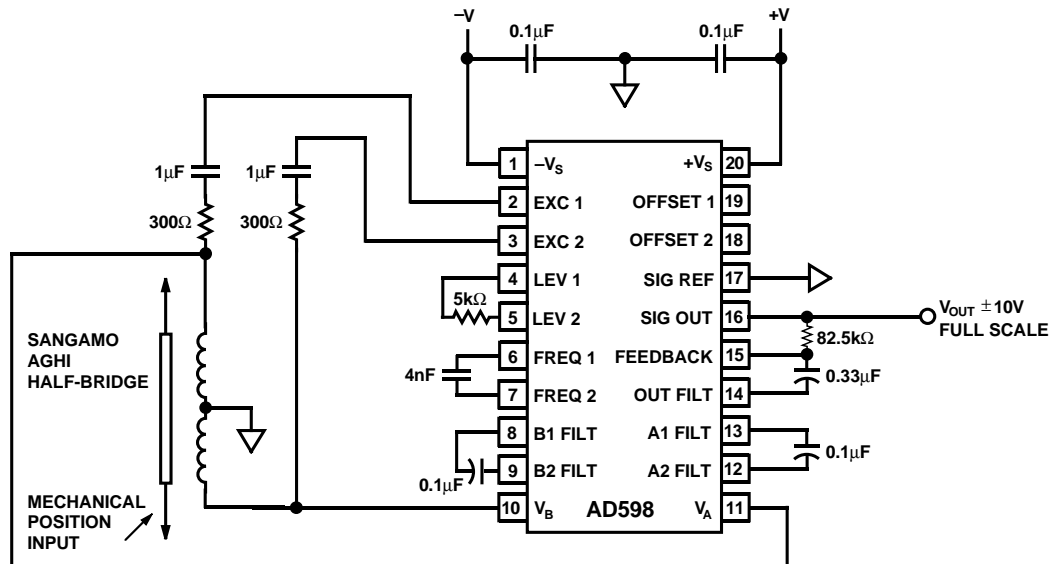 –V
+V
0.1µF
0.1µF
1µF
1µF
300Ω
300Ω
1
–VS
+VS
20
2
EXC 1
OFFSET 1
19
3
EXC 2
OFFSET 2
18
4
LEV 1
SIG REF
17
5kΩ
5
LEV 2
SIG OUT
16
VOUT ±10V
FULL SCALE
82.5kΩ
6
FREQ 1
FEEDBACK
15
4nF
0.33µF
7
FREQ 2
OUT FILT
14
8
B1 FILT
A1 FILT
13
0.1µF
0.1µF
9
B2 FILT
A2 FILT
12
10
VB
AD598
VA
11
SANGAMO
AGHI
HALF-BRIDGE
MECHANICAL
POSITION
INPUT